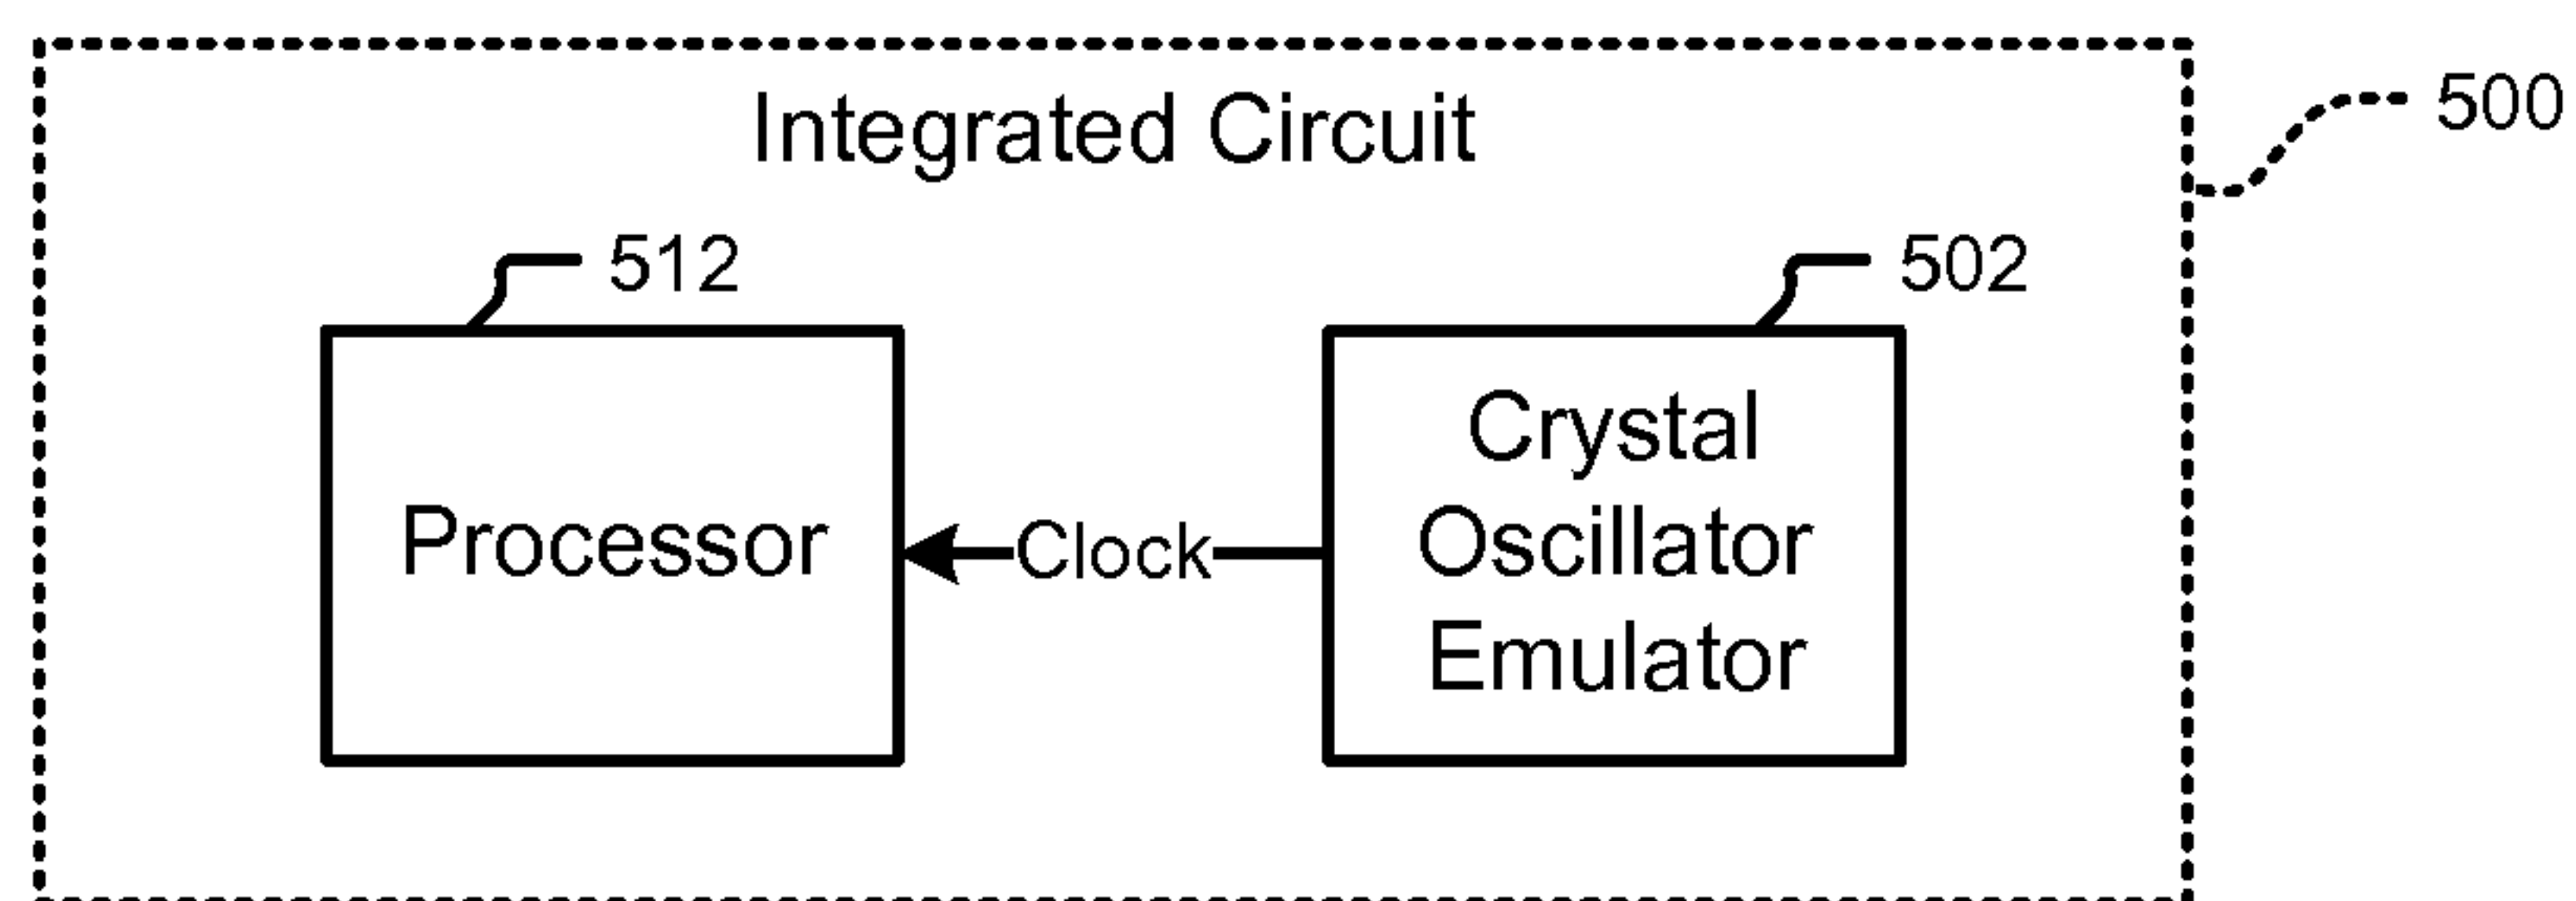 Integrated Circuit
500
512
502
Processor
Clock
Crystal
Oscillator
Emulator